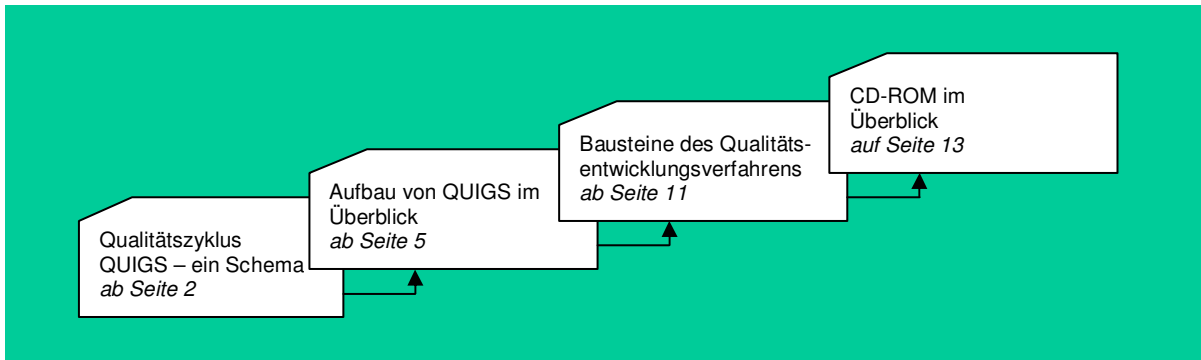 Qualitätszyklus
QUIGS – ein Schema
ab Seite 2
Aufbau von QUIGS im
Überblick
ab Seite 5
Bausteine des Qualitäts-
entwicklungsverfahrens
ab Seite 11
CD-ROM im
Überblick
auf Seite 13